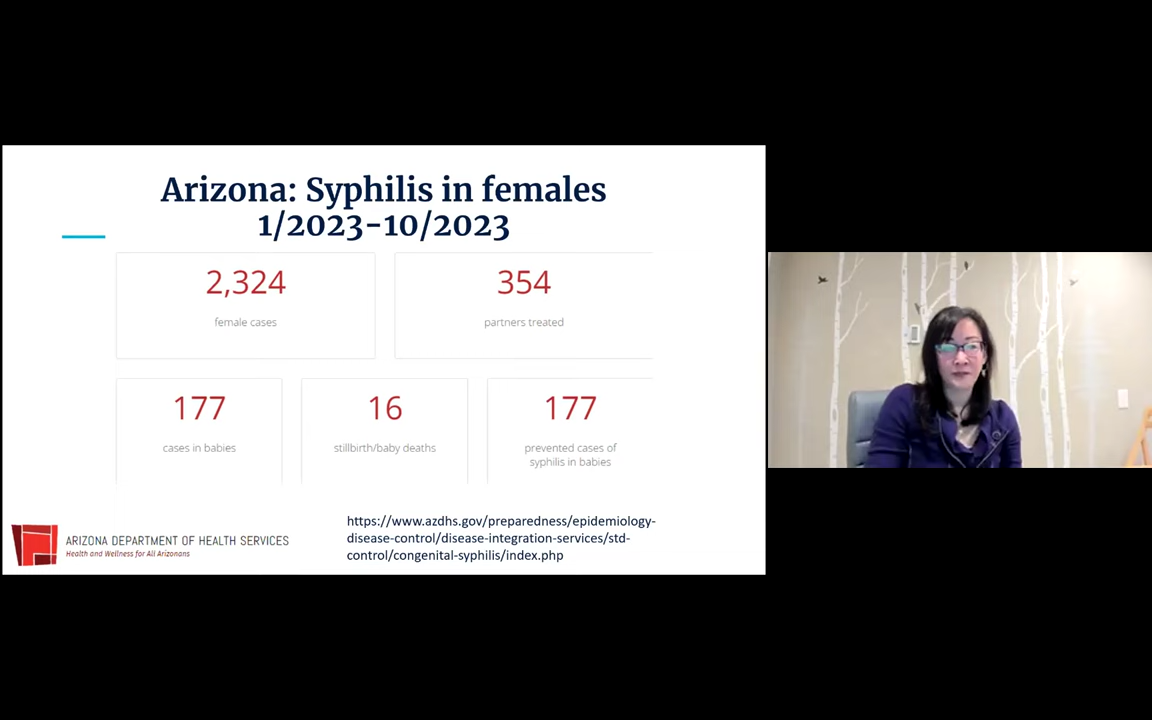 Arizona: Syphilis in females
1/2023-10/2023
2,324
female cases
354
partners treated
177
cases in babies
16
stillbirth/baby deaths
177
prevented cases of
syphilis in babies
https://www.azdhs.gov/preparedness/epidemiology-
disease-control/disease-integration-services/std-
control/congenital-syphilis/index.php
ARIZONA DEPARTMENT OF HEALTH SERVICES
Health and Wellness for All Arizonans